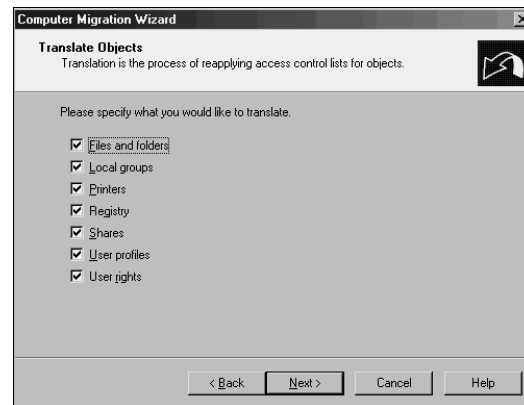 Computer Migration Wizard
Translate Objects
Translation is the process of reapplying access control lists for objects.
Please specify what you would like to translate.
Files and folders
Local groups
Printers
Registry
Shares
User profiles
User rights
< Back
Next >
Cancel
Help